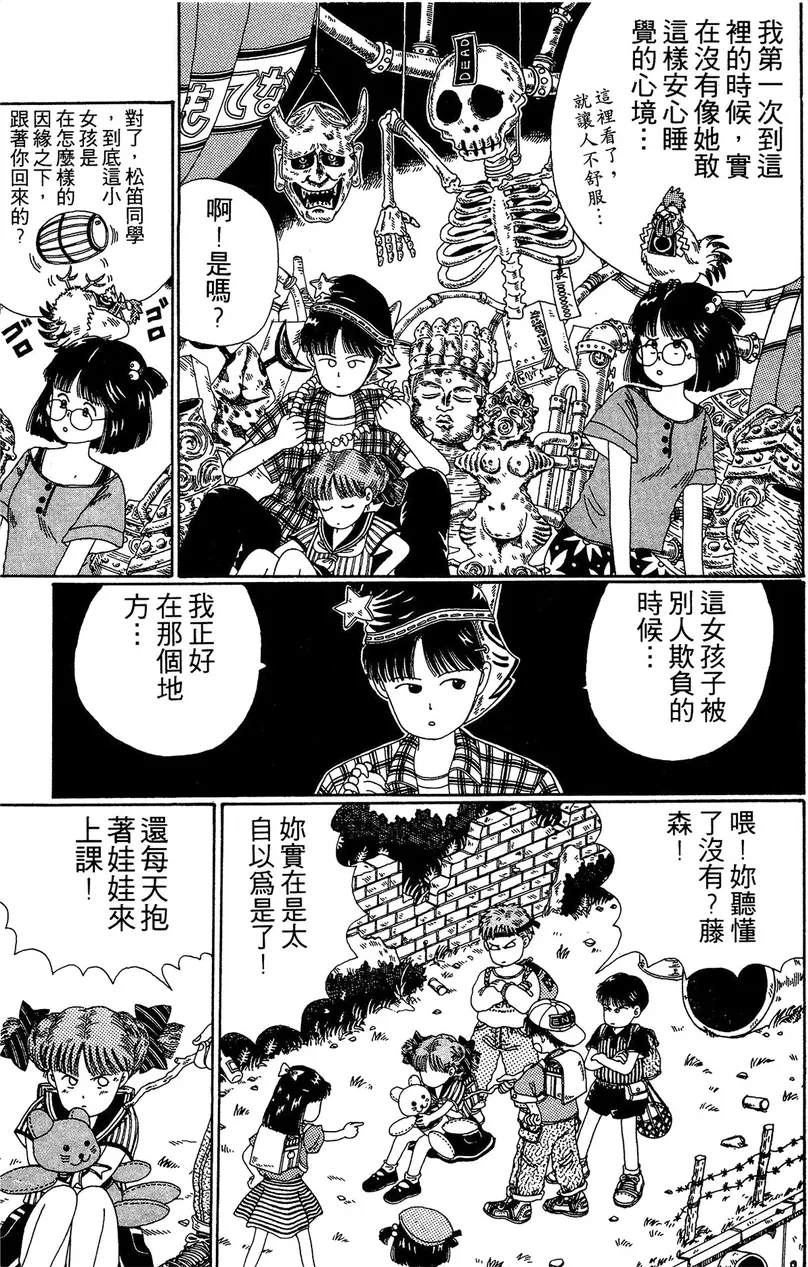 我第一次到這
裡的時候，實
在沒有像她敢
這樣安心睡
覺的心境…
這裡看了，
就讓人不舒服…
DEAD
もてな
啊！是嗎？
對了，松笛同學
，到底這小
女孩是
在怎麼樣的
因緣之下，
跟著你回來的？
ゴロ
ゴロ
這女孩子被
別人欺負的
時候…
我正好
在那個地
方…
喂！妳聽懂
了沒有？藤
森！
妳實在是太
自以爲是了！
還每天抱
著娃娃來
上課！